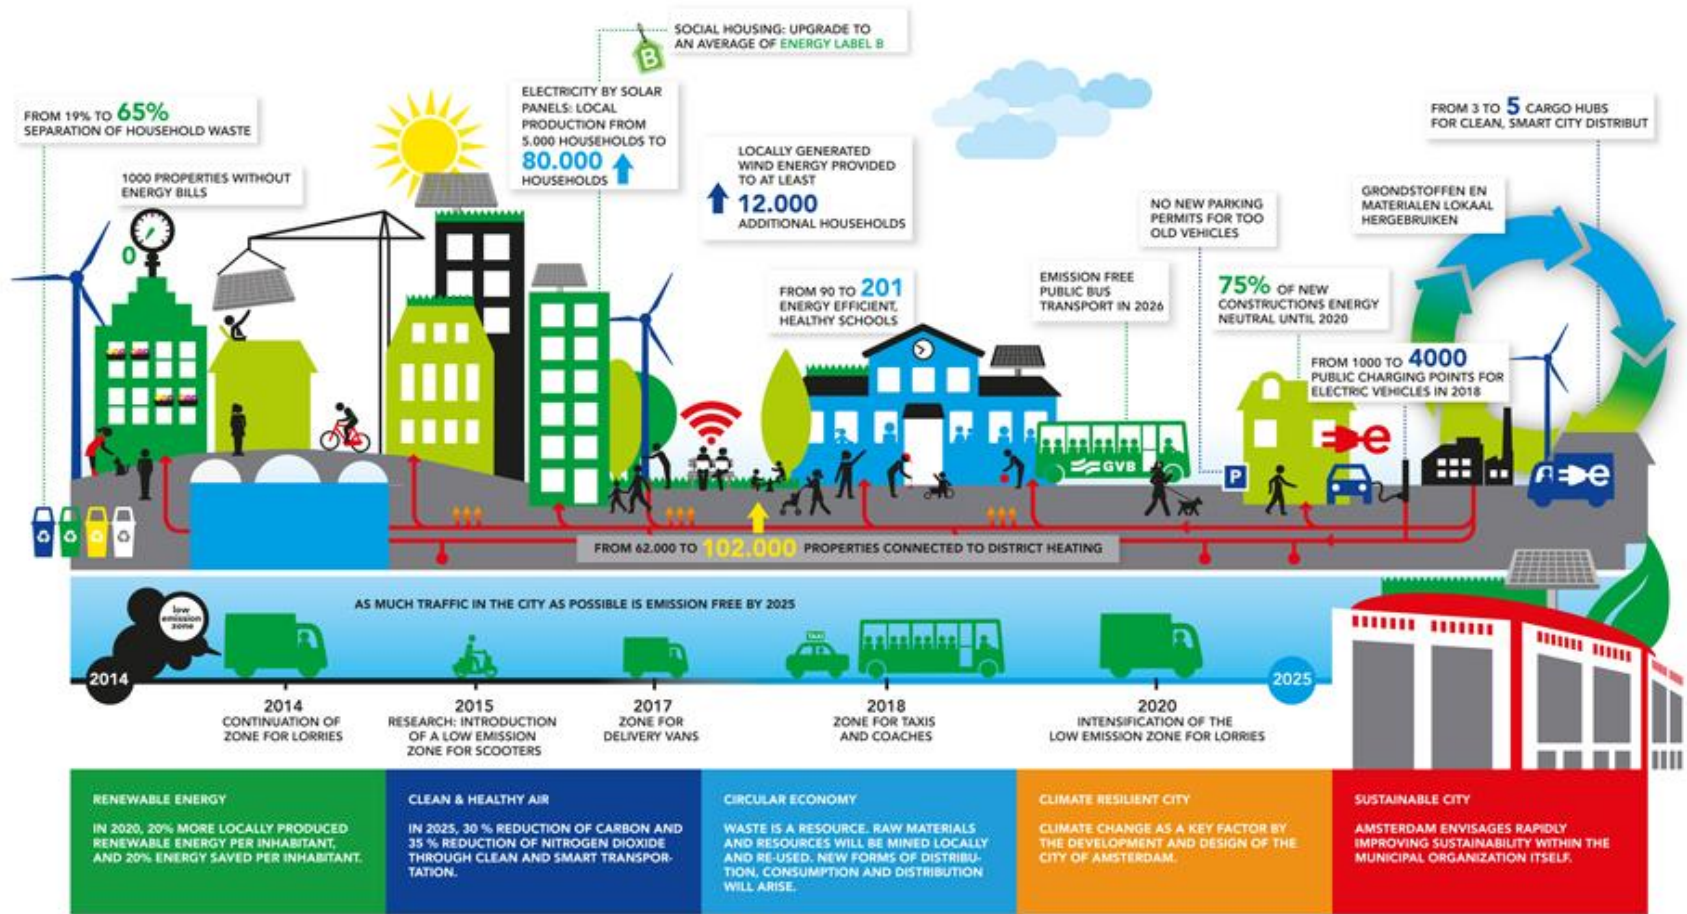 SOCIAL HOUSING: UPGRADE TO
AN AVERAGE OF ENERGY LABEL B
B
FROM 19% TO 65%
SEPARATION OF HOUSEHOLD WASTE
1000 PROPERTIES WITHOUT
ENERGY BILLS
0
ELECTRICITY BY SOLAR
PANELS: LOCAL
PRODUCTION FROM
5.000 HOUSEHOLDS TO
80.000
HOUSEHOLDS
LOCALLY GENERATED
WIND ENERGY PROVIDED
TO AT LEAST
12.000
ADDITIONAL HOUSEHOLDS
FROM 90 TO 201
ENERGY EFFICIENT,
HEALTHY SCHOOLS
EMISSION FREE
PUBLIC BUS
TRANSPORT IN 2026
NO NEW PARKING
PERMITS FOR TOO
OLD VEHICLES
75% OF NEW
CONSTRUCTIONS ENERGY
NEUTRAL UNTIL 2020
FROM 3 TO 5 CARGO HUBS
FOR CLEAN, SMART CITY DISTRIBUT
GRONDSTOFFEN EN
MATERIALEN LOKAAL
HERGEBRUIKEN
FROM 1000 TO 4000
PUBLIC CHARGING POINTS FOR
ELECTRIC VEHICLES IN 2018
GVB
P
e
e
FROM 62.000 TO 102.000 PROPERTIES CONNECTED TO DISTRICT HEATING
AS MUCH TRAFFIC IN THE CITY AS POSSIBLE IS EMISSION FREE BY 2025
low
emission
zone
TAXI
2014
2025
2014
CONTINUATION OF
ZONE FOR LORRIES
2015
RESEARCH: INTRODUCTION
OF A LOW EMISSION
ZONE FOR SCOOTERS
2017
ZONE FOR
DELIVERY VANS
2018
ZONE FOR TAXIS
AND COACHES
2020
INTENSIFICATION OF THE
LOW EMISSION ZONE FOR LORRIES
RENEWABLE ENERGY
IN 2020, 20% MORE LOCALLY PRODUCED
RENEWABLE ENERGY PER INHABITANT,
AND 20% ENERGY SAVED PER INHABITANT.
CLEAN & HEALTHY AIR
IN 2025, 30 % REDUCTION OF CARBON AND
35 % REDUCTION OF NITROGEN DIOXIDE
THROUGH CLEAN AND SMART TRANSPOR-
TATION.
CIRCULAR ECONOMY
WASTE IS A RESOURCE. RAW MATERIALS
AND RESOURCES WILL BE MINED LOCALLY
AND RE-USED. NEW FORMS OF DISTRIBU-
TION, CONSUMPTION AND DISTRIBUTION
WILL ARISE.
CLIMATE RESILIENT CITY
CLIMATE CHANGE AS A KEY FACTOR BY
THE DEVELOPMENT AND DESIGN OF THE
CITY OF AMSTERDAM.
SUSTAINABLE CITY
AMSTERDAM ENVISAGES RAPIDLY
IMPROVING SUSTAINABILITY WITHIN THE
MUNICIPAL ORGANIZATION ITSELF.